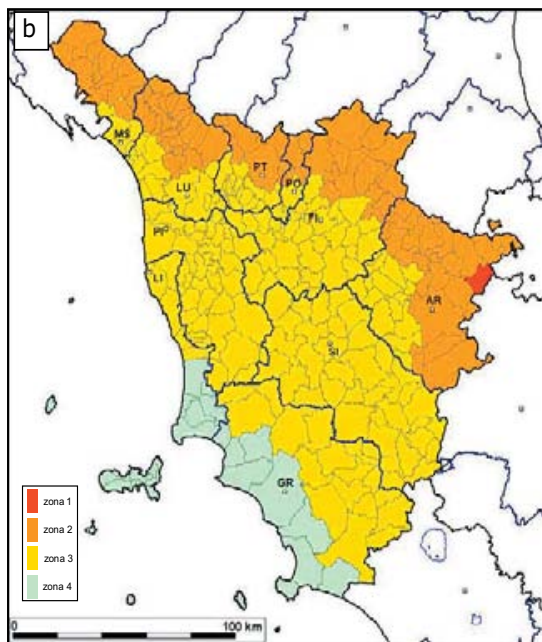 b
MS
LU
PT
PO
FI
PI
LI
AR
SI
GR
zona 1
zona 2
zona 3
zona 4
0
100 km